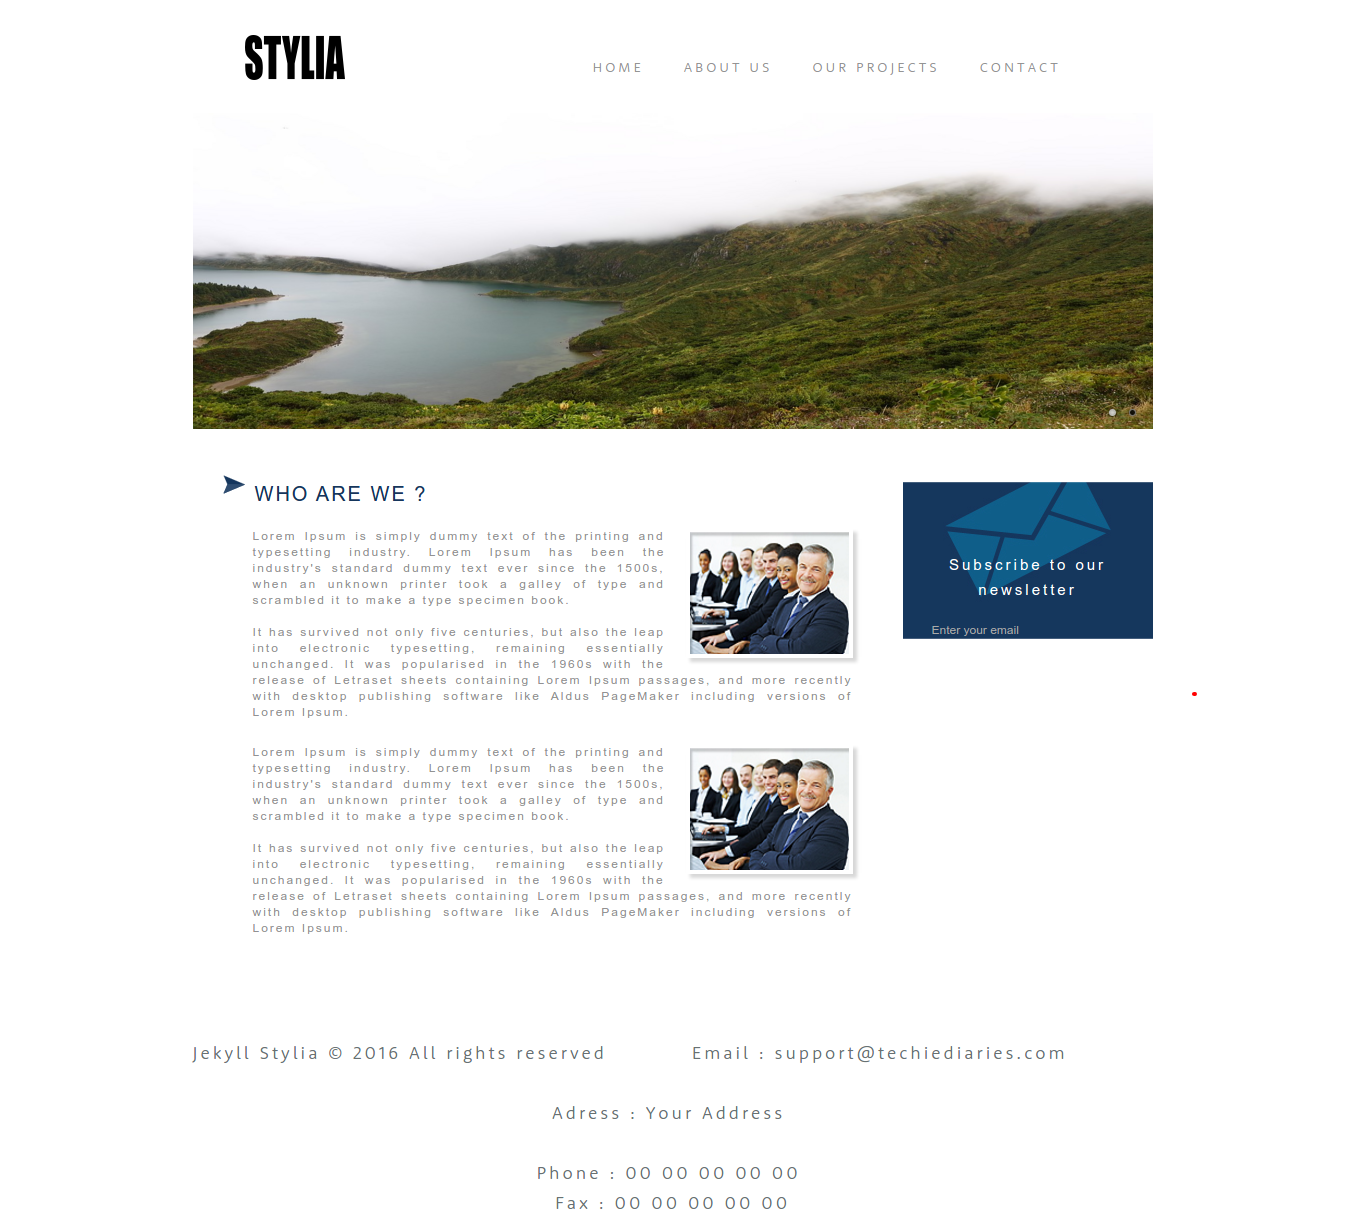 STYLIA
HOME ABOUT US OUR PROJECTS CONTACT
WHO ARE WE ?
Lorem Ipsum is simply dummy text of the printing and
typesetting industry. Lorem Ipsum has been the
industry's standard dummy text ever since the 1500s,
when an unknown printer took a galley of type and
scrambled it to make a type specimen book.
It has survived not only five centuries, but also the leap
into electronic typesetting, remaining essentially
unchanged. It was popularised in the 1960s with the
release of Letraset sheets containing Lorem Ipsum passages, and more recently
with desktop publishing software like Aldus PageMaker including versions of
Lorem Ipsum.
Lorem Ipsum is simply dummy text of the printing and
typesetting industry. Lorem Ipsum has been the
industry's standard dummy text ever since the 1500s,
when an unknown printer took a galley of type and
scrambled it to make a type specimen book.
It has survived not only five centuries, but also the leap
into electronic typesetting, remaining essentially
unchanged. It was popularised in the 1960s with the
release of Letraset sheets containing Lorem Ipsum passages, and more recently
with desktop publishing software like Aldus PageMaker including versions of
Lorem Ipsum.
Subscribe to our
newsletter
Enter your email
Jekyll Stylia © 2016 All rights reserved
Email : support@techiediaries.com
Adress : Your Address
Phone : 00 00 00 00 00
Fax : 00 00 00 00 00